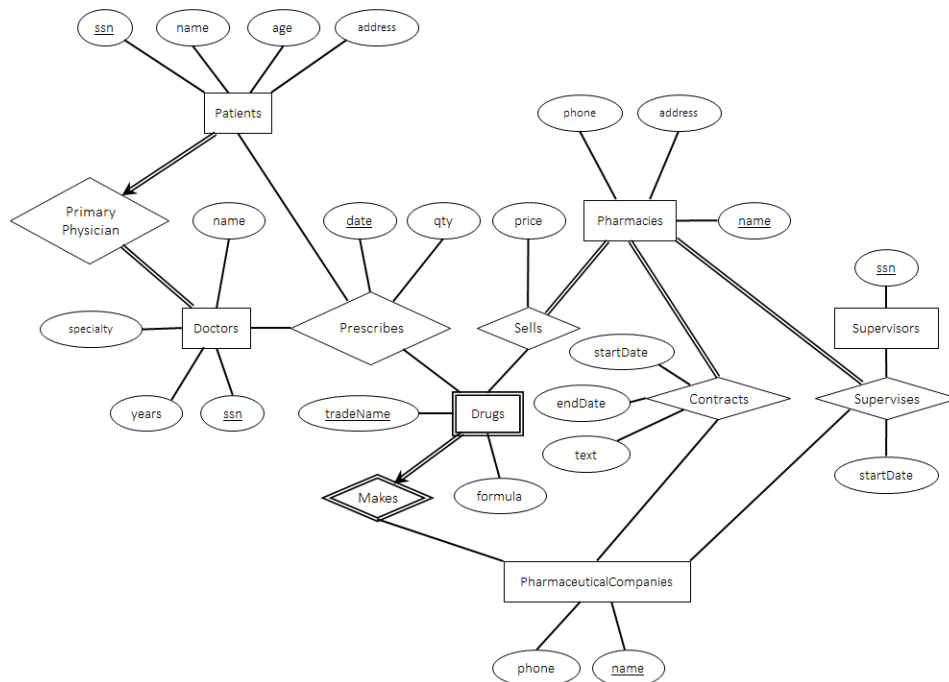 ssn
name
age
address
Patients
phone
address
Primary
Physician
name
date
qty
price
Pharmacies
name
ssn
specialty
Doctors
Prescribes
Sells
startDate
Supervisors
years
ssn
tradeName
Drugs
endDate
Contracts
Supervises
text
Makes
formula
startDate
PharmaceuticalCompanies
phone
name